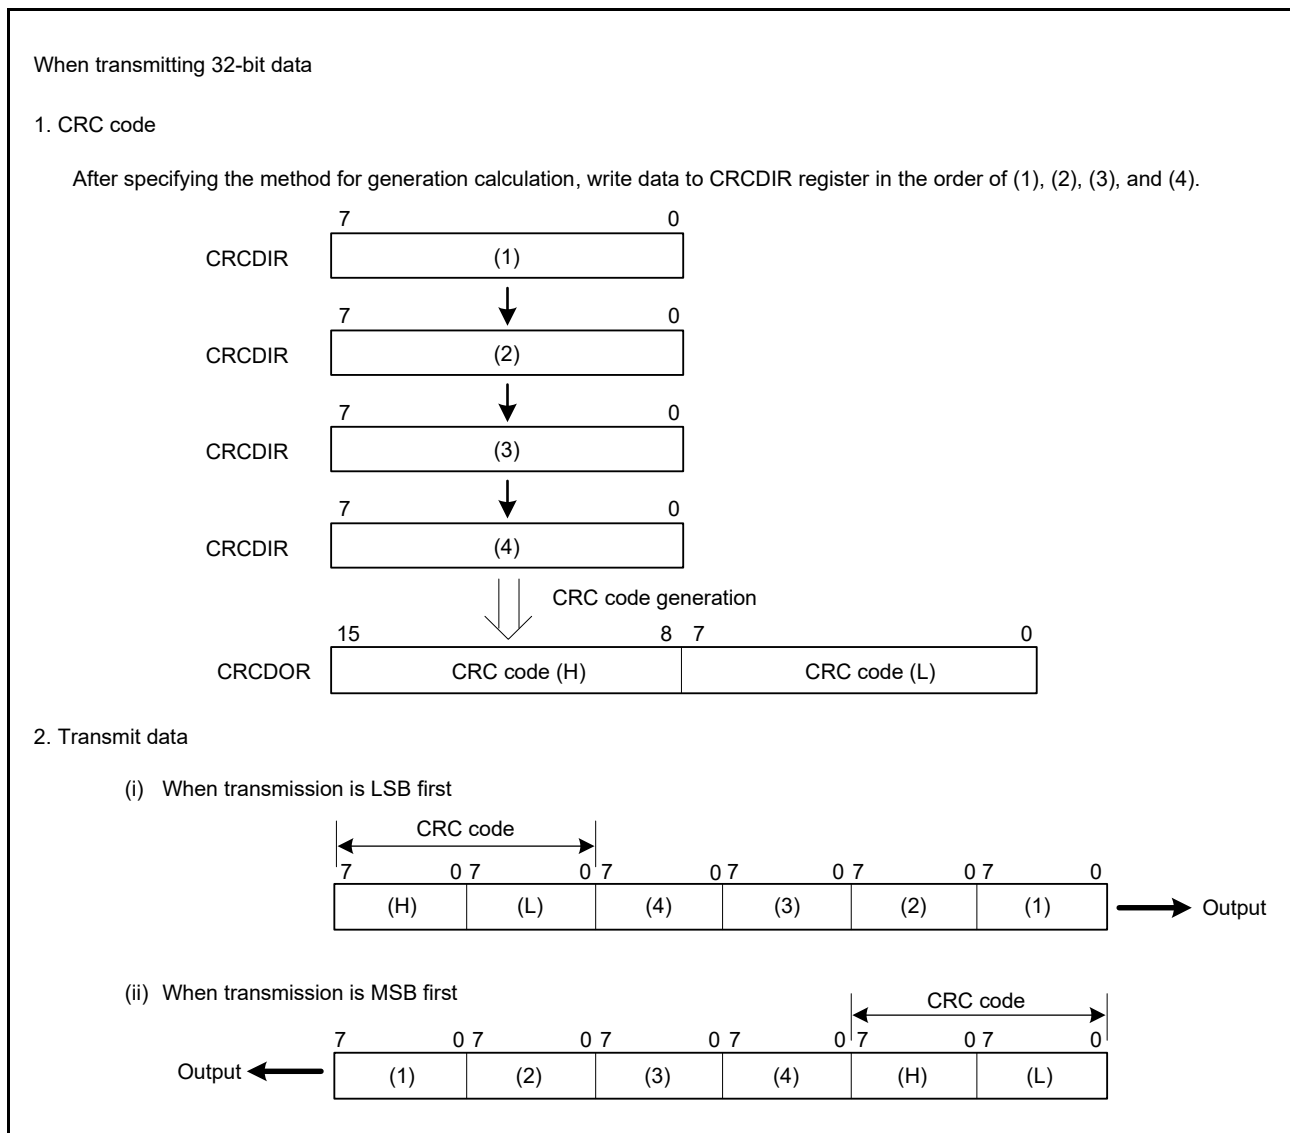 When transmitting 32-bit data
1. CRC code
After specifying the method for generation calculation, write data to CRCDIR register in the order of (1), (2), (3), and (4).
7 0
CRCDIR (1)
7 0
CRCDIR (2)
7 0
CRCDIR (3)
7 0
CRCDIR (4)
CRC code generation
15 8 7 0
CRCDOR CRC code (H) CRC code (L)
2. Transmit data
(i) When transmission is LSB first
CRC code
7 0 7 0 7 0 7 0 7 0 7 0
(H) (L) (4) (3) (2) (1) Output
(ii) When transmission is MSB first
CRC code
7 0 7 0 7 0 7 0 7 0 7 0
Output (1) (2) (3) (4) (H) (L)